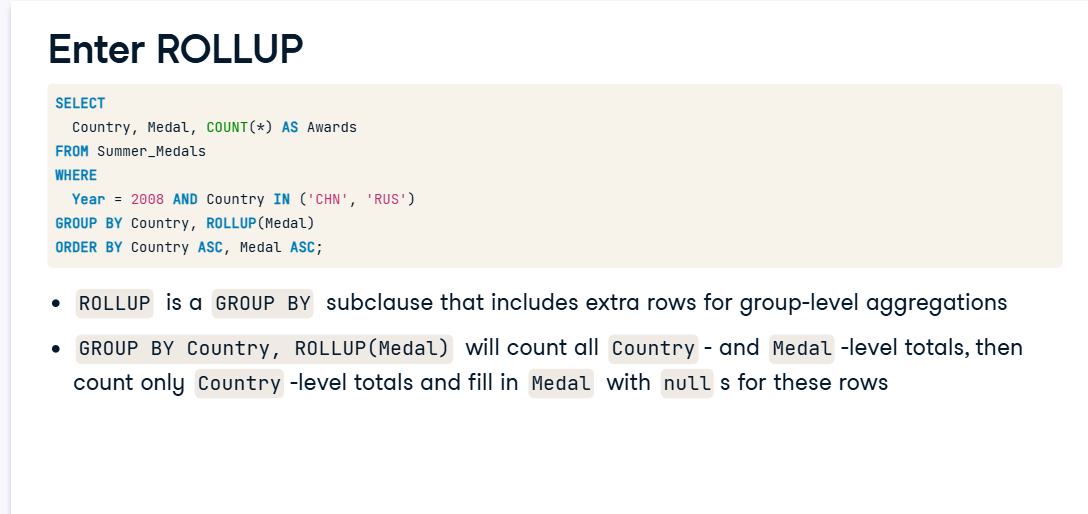 Enter ROLLUP
SELECT
Country, Medal, COUNT(*) AS Awards
FROM Summer_Medals
WHERE
Year = 2008 AND Country IN ('CHN', 'RUS')
GROUP BY Country, ROLLUP(Medal)
ORDER BY Country ASC, Medal ASC;
• ROLLUP is a GROUP BY subclause that includes extra rows for group-level aggregations
• GROUP BY Country, ROLLUP(Medal) will count all Country - and Medal -level totals, then
count only Country -level totals and fill in Medal with null s for these rows